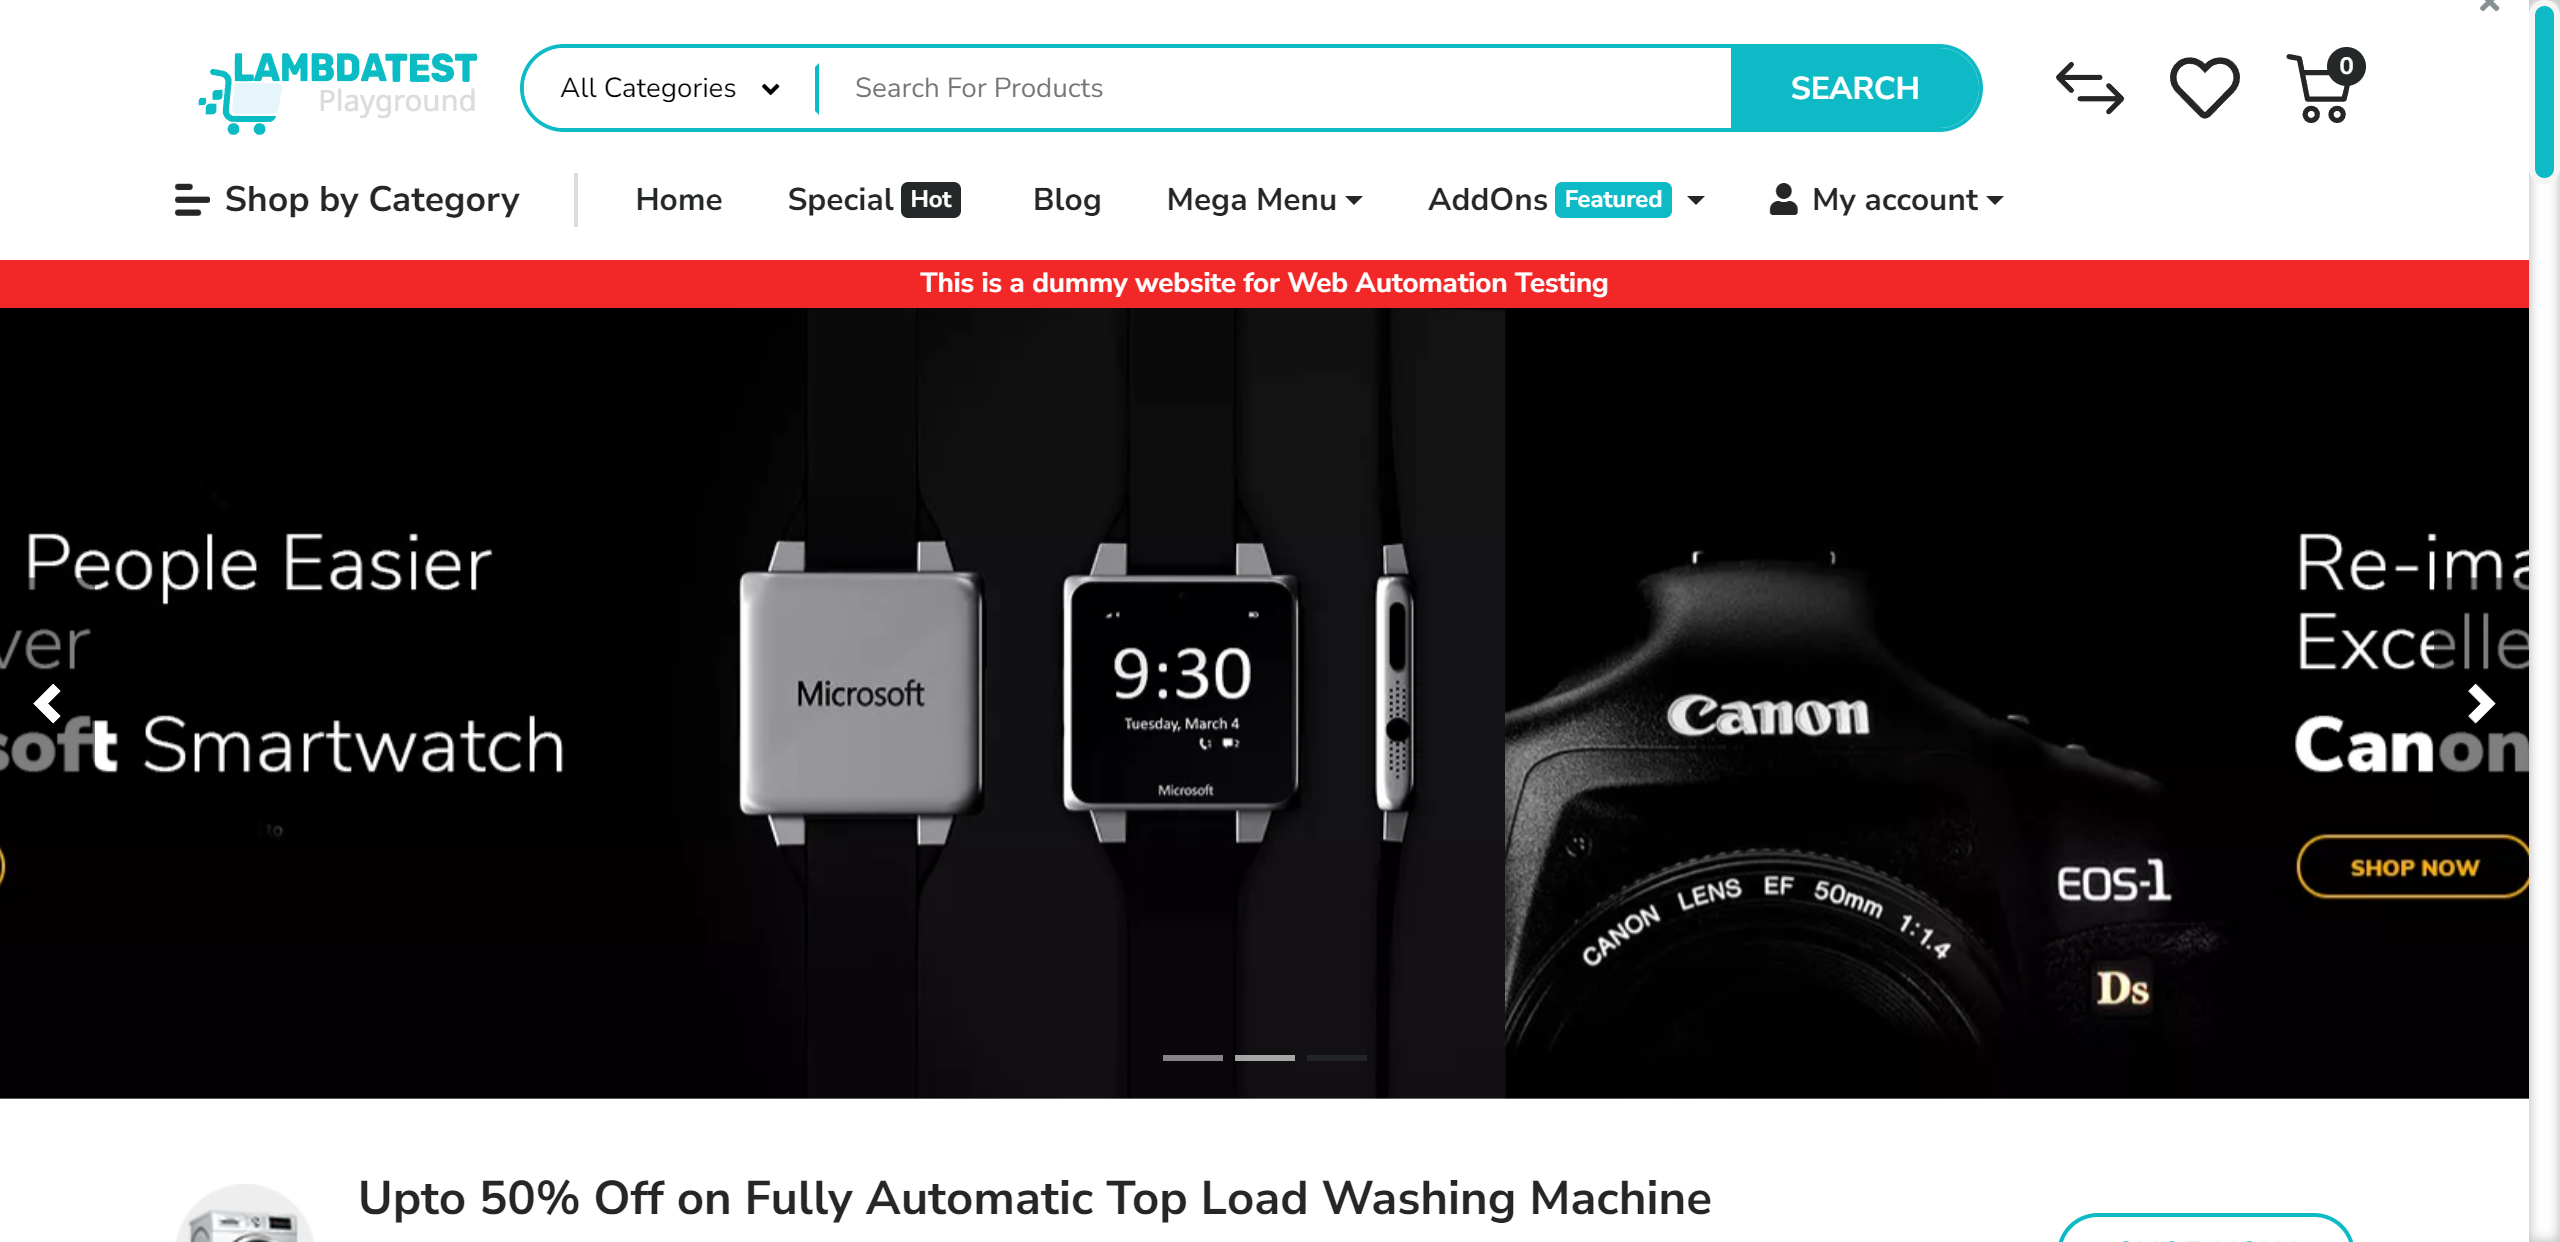 LAMBDATEST
Playground
All Categories
Search For Products
SEARCH
0
Shop by Category
Home
Special Hot
Blog
Mega Menu
AddOns Featured
My account
This is a dummy website for Web Automation Testing
People Easier
ver
soft Smartwatch
Microsoft
9:30
Tuesday, March 4
Microsoft
Canon
CANON LENS EF 50mm 1:1.4
EOS-1
Ds
Re-ima
Excelle
Canon
SHOP NOW
Upto 50% Off on Fully Automatic Top Load Washing Machine